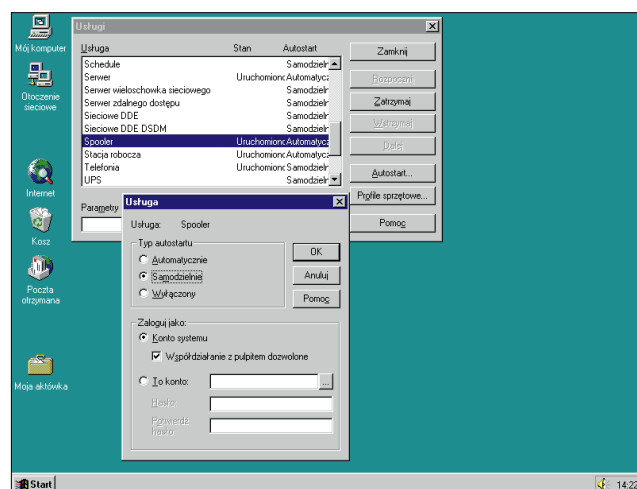 Mój komputer
Otoczenie
sieciowe
Internet
Kosz
Poczta
otrzymana
Moja aktówka
Usługi
Usługa Stan Autostart
Schedule Samodzieln
Serwer Uruchomionc Automatycz
Serwer wieloschowka sieciowego Samodzieln
Serwer zdalnego dostępu Samodzieln
Sieciowe DDE Samodzieln
Sieciowe DDE DSDM Samodzieln
Spooler Uruchomionc Automatycz
Stacja robocza Uruchomionc Automatycz
Telefonia Uruchomionc Samodzieln
UPS Samodzieln
Parametry
Zamknij
Rozpocznij
Zatrzymaj
Wstrzymaj
Dalej
Autostart...
Profile sprzętowe...
Pomoc
Usługa
Usługa: Spooler
Typ autostartu
Automatycznie
Samodzielnie
Wyłączony
OK
Anuluj
Pomoc
Zaloguj jako:
Konto systemu
Współdziałanie z pulpitem dozwolone
To konto:
...
Hasło:
Potwierdź
hasło:
Start
14:22